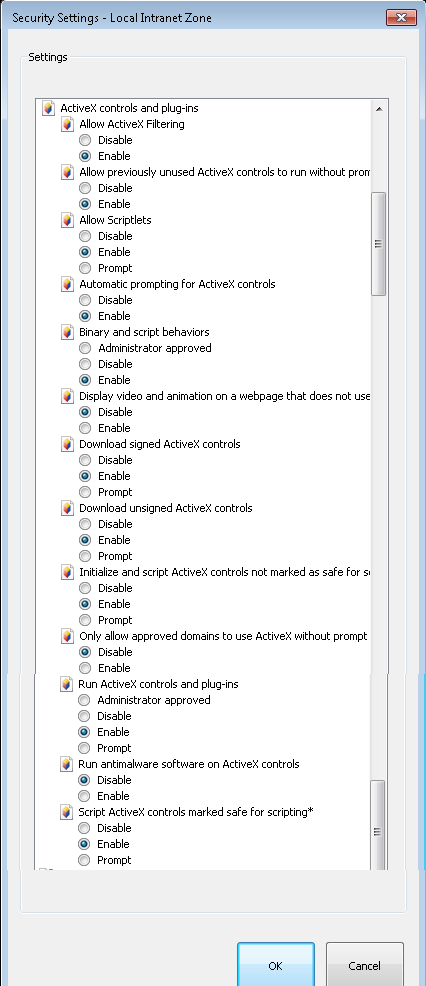 Security Settings - Local Intranet Zone
Settings
ActiveX controls and plug-ins
Allow ActiveX Filtering
Disable
Enable
Allow previously unused ActiveX controls to run without prom
Disable
Enable
Allow Scriptlets
Disable
Enable
Prompt
Automatic prompting for ActiveX controls
Disable
Enable
Binary and script behaviors
Administrator approved
Disable
Enable
Display video and animation on a webpage that does not use
Disable
Enable
Download signed ActiveX controls
Disable
Enable
Prompt
Download unsigned ActiveX controls
Disable
Enable
Prompt
Initialize and script ActiveX controls not marked as safe for
Disable
Enable
Prompt
Only allow approved domains to use ActiveX without prompt
Disable
Enable
Run ActiveX controls and plug-ins
Administrator approved
Disable
Enable
Prompt
Run antimalware software on ActiveX controls
Disable
Enable
Script ActiveX controls marked safe for scripting*
Disable
Enable
Prompt
OK
Cancel